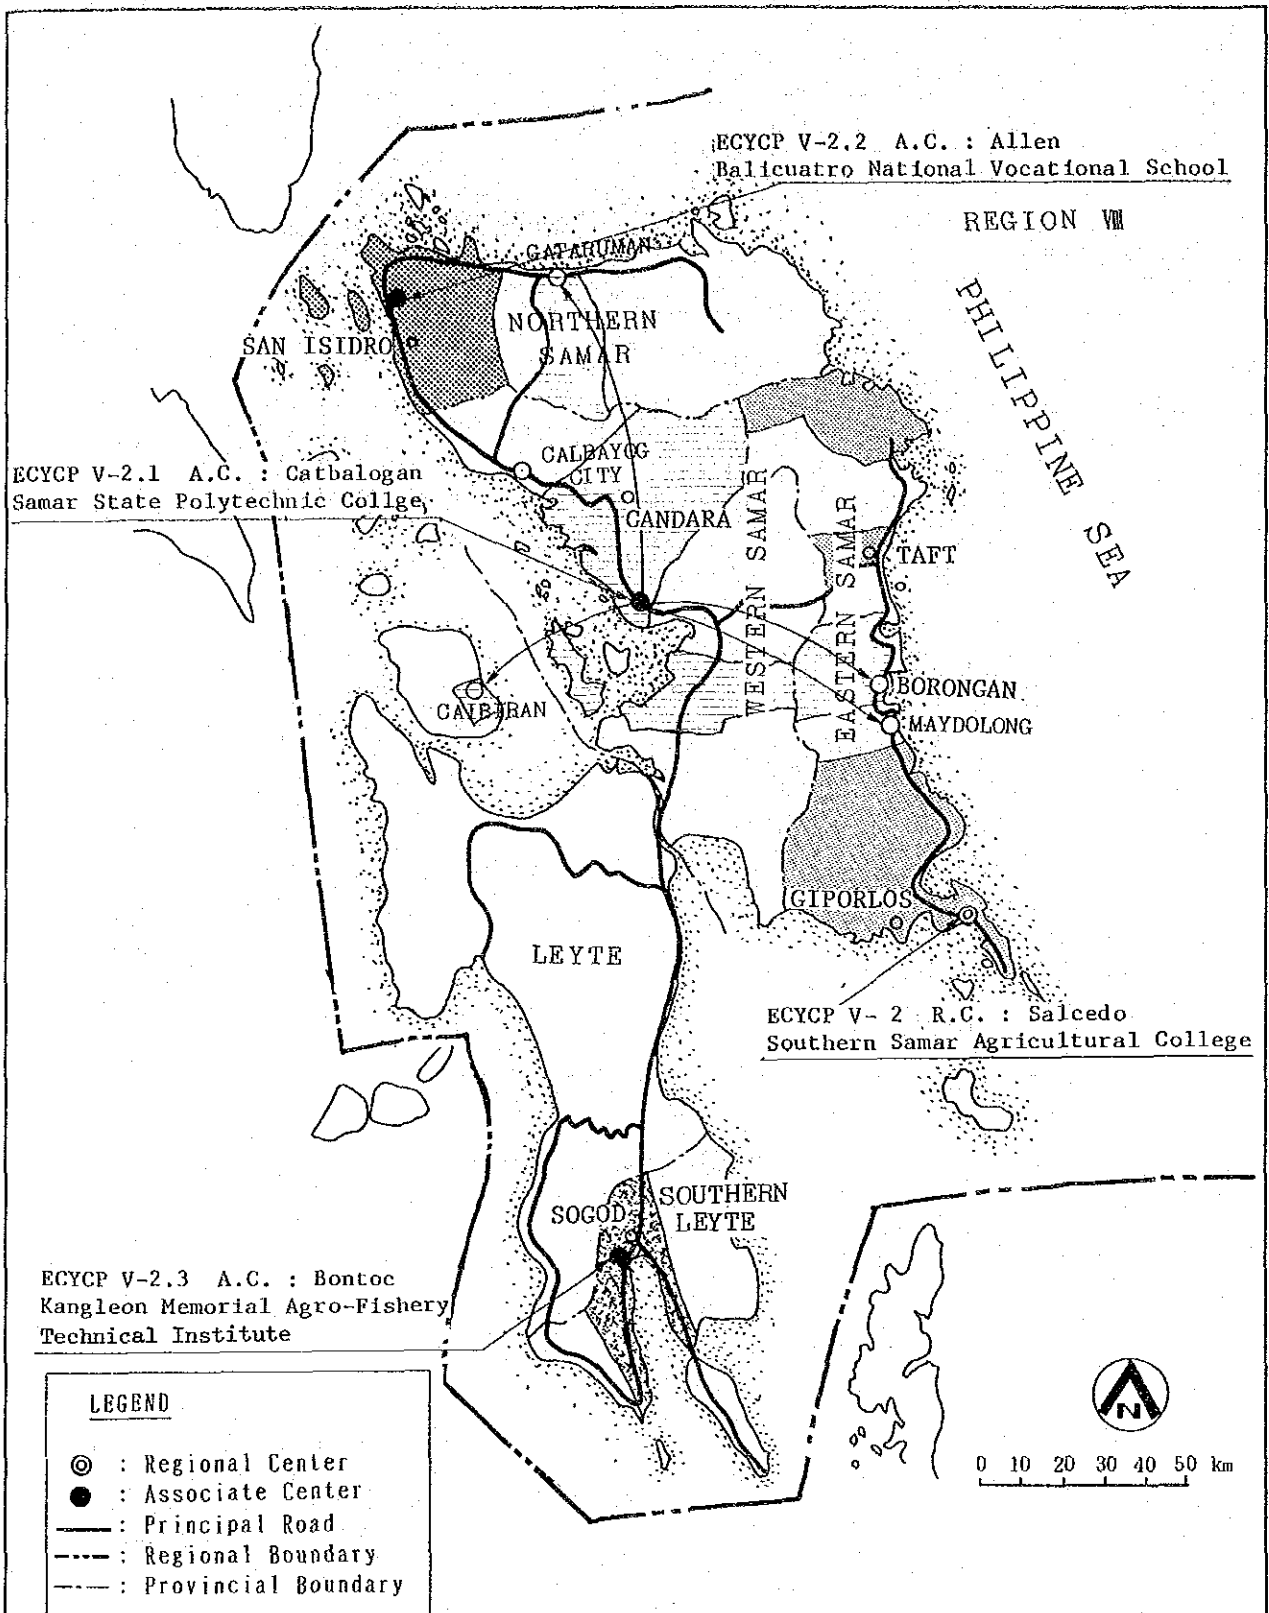 ECYCP V-2.2 A.C. : Allen
Balicuatro National Vocational School
REGION VIII
PHILIPPINE SEA
CATARUMAN
NORTHERN
SAMAR
SAN ISIDRO
CALBAYOG
CITY
ECYCP V-2.1 A.C. : Catbalogan
Samar State Polytechnic Collge
GANDARA
WESTERN SAMAR
EASTERN SAMAR
TAFT
BORONGAN
CAIBIRAN
MAYDOLONG
GIPORLOS
LEYTE
ECYCP V- 2 R.C. : Salcedo
Southern Samar Agricultural College
SOGOD
SOUTHERN
LEYTE
ECYCP V-2.3 A.C. : Bontoc
Kangleon Memorial Agro-Fishery
Technical Institute
LEGEND
: Regional Center
: Associate Center
: Principal Road
: Regional Boundary
: Provincial Boundary
N
0 10 20 30 40 50 km